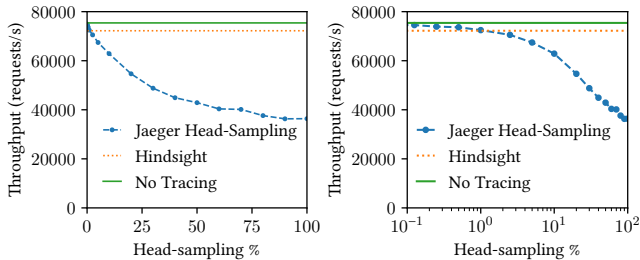 Throughput (requests/s)
80000
60000
40000
20000
0
Jaeger Head-Sampling
Hindsight
No Tracing
0 25 50 75 100
Head-sampling %
Throughput (requests/s)
80000
60000
40000
20000
0
Jaeger Head-Sampling
Hindsight
No Tracing
10⁻¹ 10⁰ 10¹ 10²
Head-sampling %